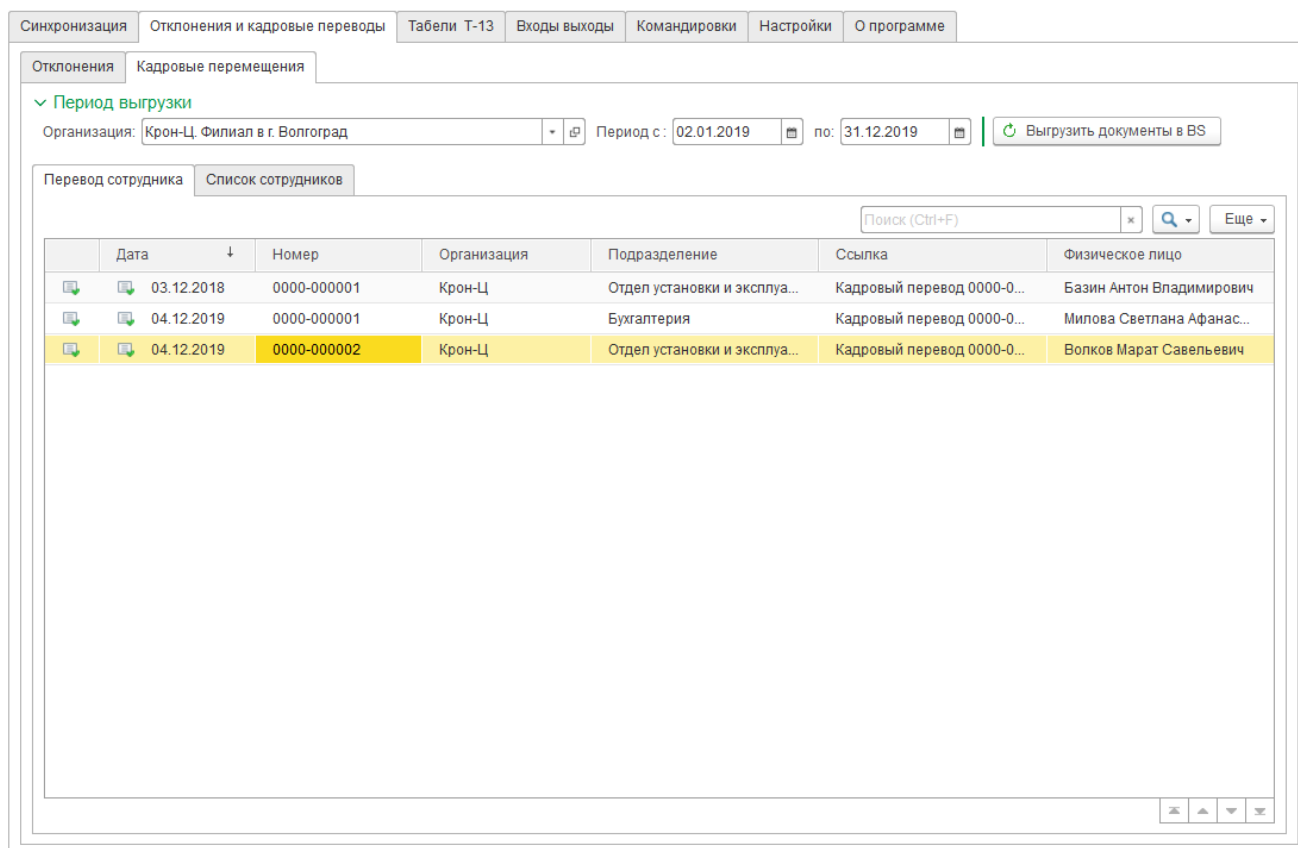 Синхронизация Отклонения и кадровые переводы Табели Т-13 Входы выходы Командировки Настройки О программе
Отклонения Кадровые перемещения
Период выгрузки
Организация: Крон-Ц. Филиал в г. Волгоград Период с : 02.01.2019 по: 31.12.2019 Выгрузить документы в BS
Перевод сотрудника Список сотрудников
Поиск (Ctrl+F) × Еще
Дата ↓ Номер Организация Подразделение Ссылка Физическое лицо
03.12.2018 0000-000001 Крон-Ц Отдел установки и эксплуа... Кадровый перевод 0000-0... Базин Антон Владимирович
04.12.2019 0000-000001 Крон-Ц Бухгалтерия Кадровый перевод 0000-0... Милова Светлана Афанас...
04.12.2019 0000-000002 Крон-Ц Отдел установки и эксплуа... Кадровый перевод 0000-0... Волков Марат Савельевич